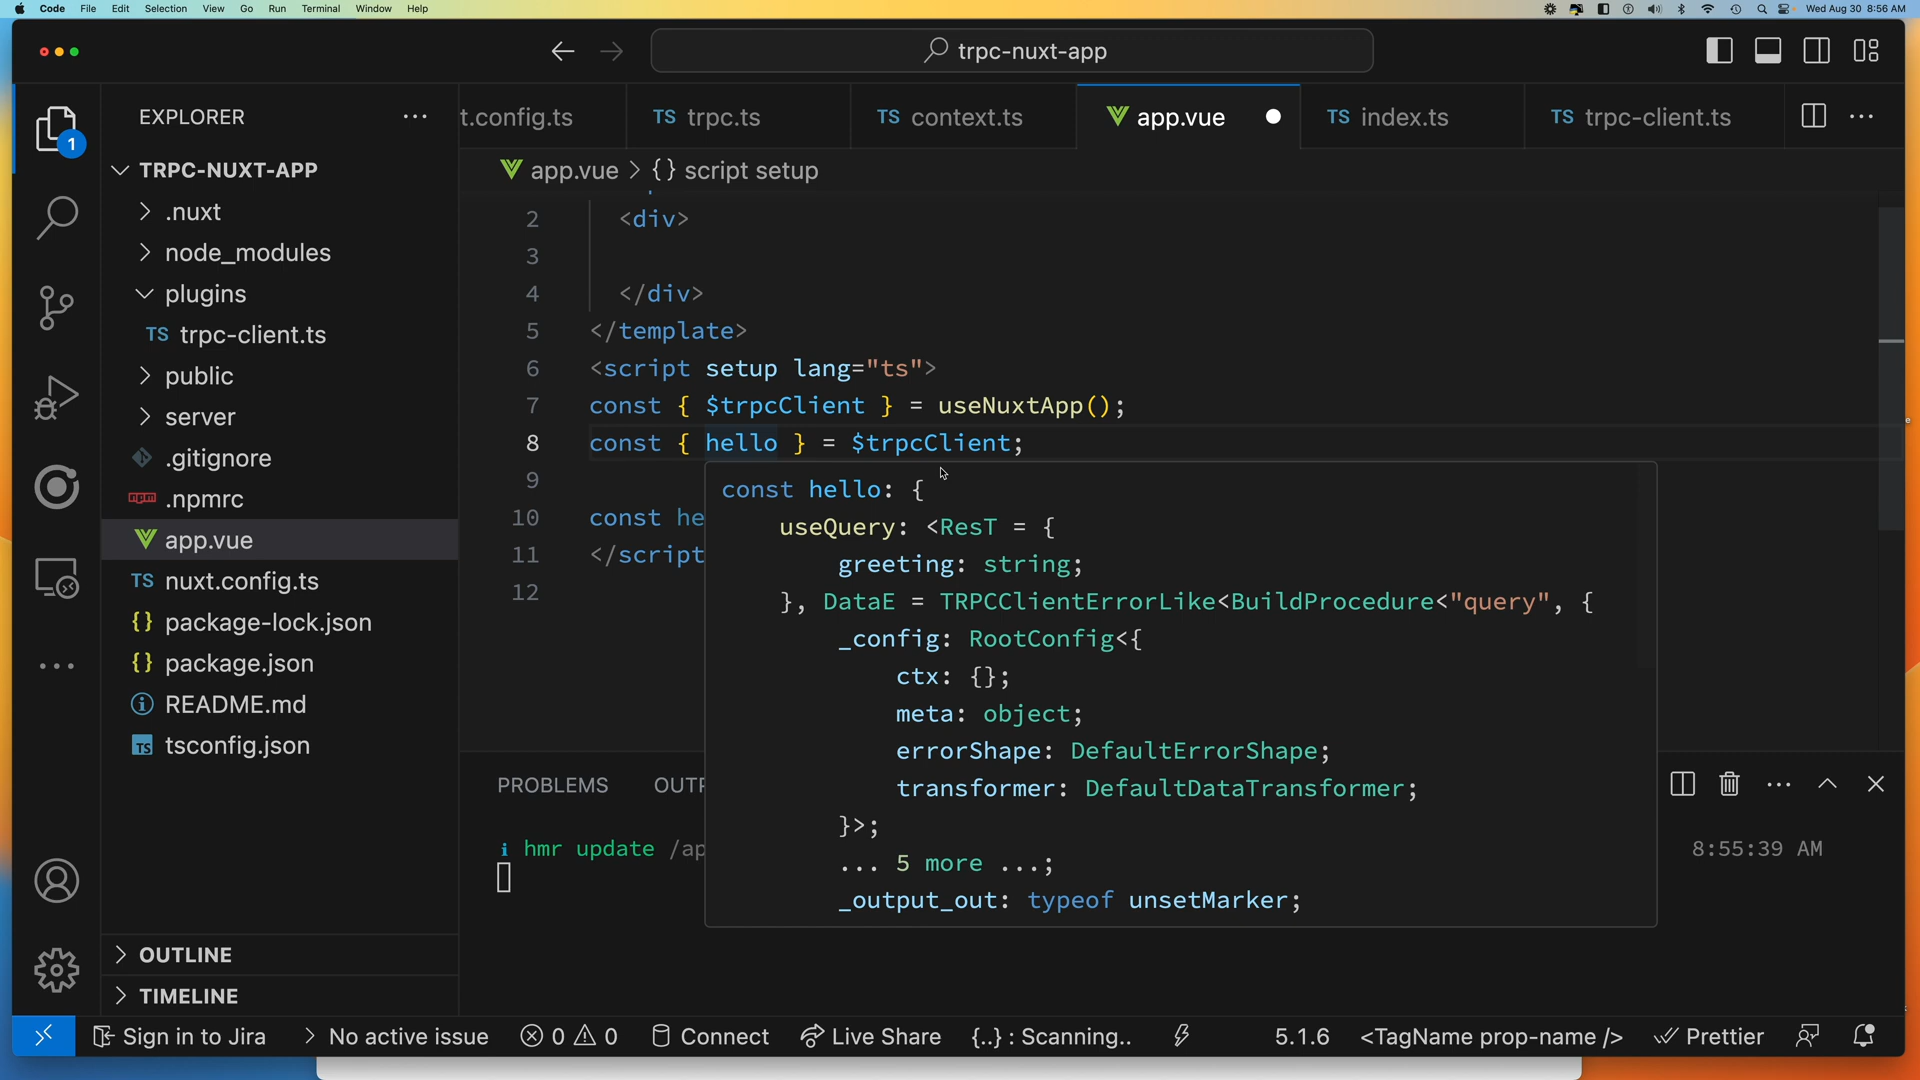 Code File Edit Selection View Go Run Terminal Window Help
Wed Aug 30 8:56 AM
trpc-nuxt-app
EXPLORER
t.config.ts
TS trpc.ts
TS context.ts
app.vue
TS index.ts
TS trpc-client.ts
1
app.vue > {} script setup
TRPC-NUXT-APP
.nuxt
node_modules
plugins
TS trpc-client.ts
public
server
.gitignore
npm .npmrc
app.vue
TS nuxt.config.ts
{} package-lock.json
{} package.json
README.md
TS tsconfig.json
OUTLINE
TIMELINE
2 <div>
3
4 </div>
5 </template>
6 <script setup lang="ts">
7 const { $trpcClient } = useNuxtApp();
8 const { hello } = $trpcClient;
9
10 const he
11 </script
12
const hello: {
useQuery: <ResT = {
greeting: string;
}, DataE = TRPCClientErrorLike<BuildProcedure<"query", {
_config: RootConfig<{
ctx: {};
meta: object;
errorShape: DefaultErrorShape;
transformer: DefaultDataTransformer;
}>;
... 5 more ...;
_output_out: typeof unsetMarker;
PROBLEMS OUTP
i hmr update /ap
8:55:39 AM
Sign in to Jira > No active issue 0 0 Connect Live Share {..} : Scanning.. 5.1.6 <TagName prop-name /> Prettier